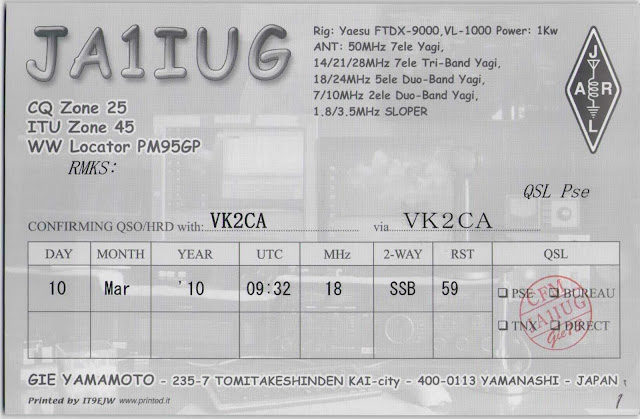 JA1IUG
Rig: Yaesu FTDX-9000,VL-1000 Power: 1Kw
ANT: 50MHz 7ele Yagi,
14/21/28MHz 7ele Tri-Band Yagi,
18/24MHz 5ele Duo-Band Yagi,
7/10MHz 2ele Duo-Band Yagi,
1.8/3.5MHz SLOPER
J
A R
L
CQ Zone 25
ITU Zone 45
WW Locator PM95GP
RMKS:
QSL Pse
CONFIRMING QSO/HRD with: VK2CA via VK2CA
DAY MONTH YEAR UTC MHz 2-WAY RST QSL
10 Mar '10 09:32 18 SSB 59
PSE BUREAU
TNX DIRECT
CFM
JA1IUG
GIE YAMAMOTO - 235-7 TOMITAKESHINDEN KAI-city - 400-0113 YAMANASHI - JAPAN
Printed by IT9EJW www.printed.it